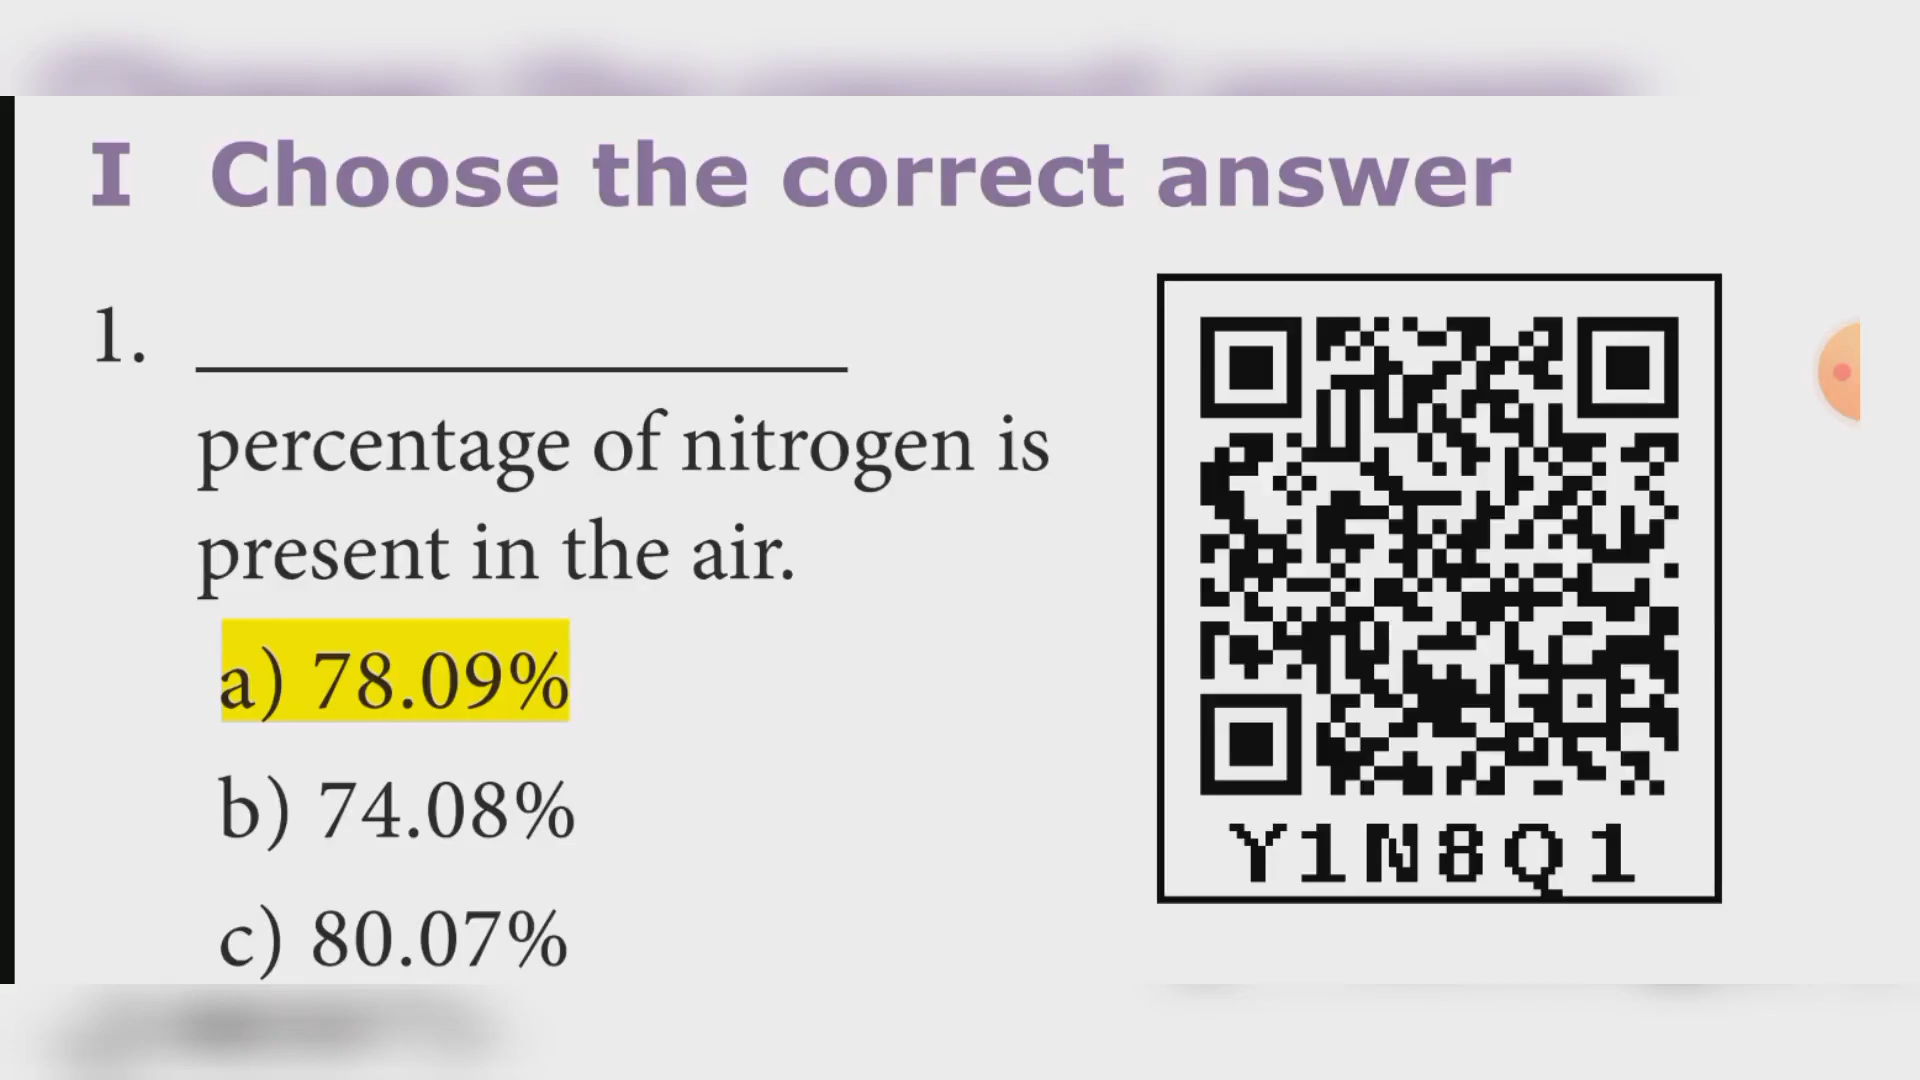 I Choose the correct answer
1. ____________________
percentage of nitrogen is
present in the air.
a) 78.09%
b) 74.08%
c) 80.07%
Y1N8Q1